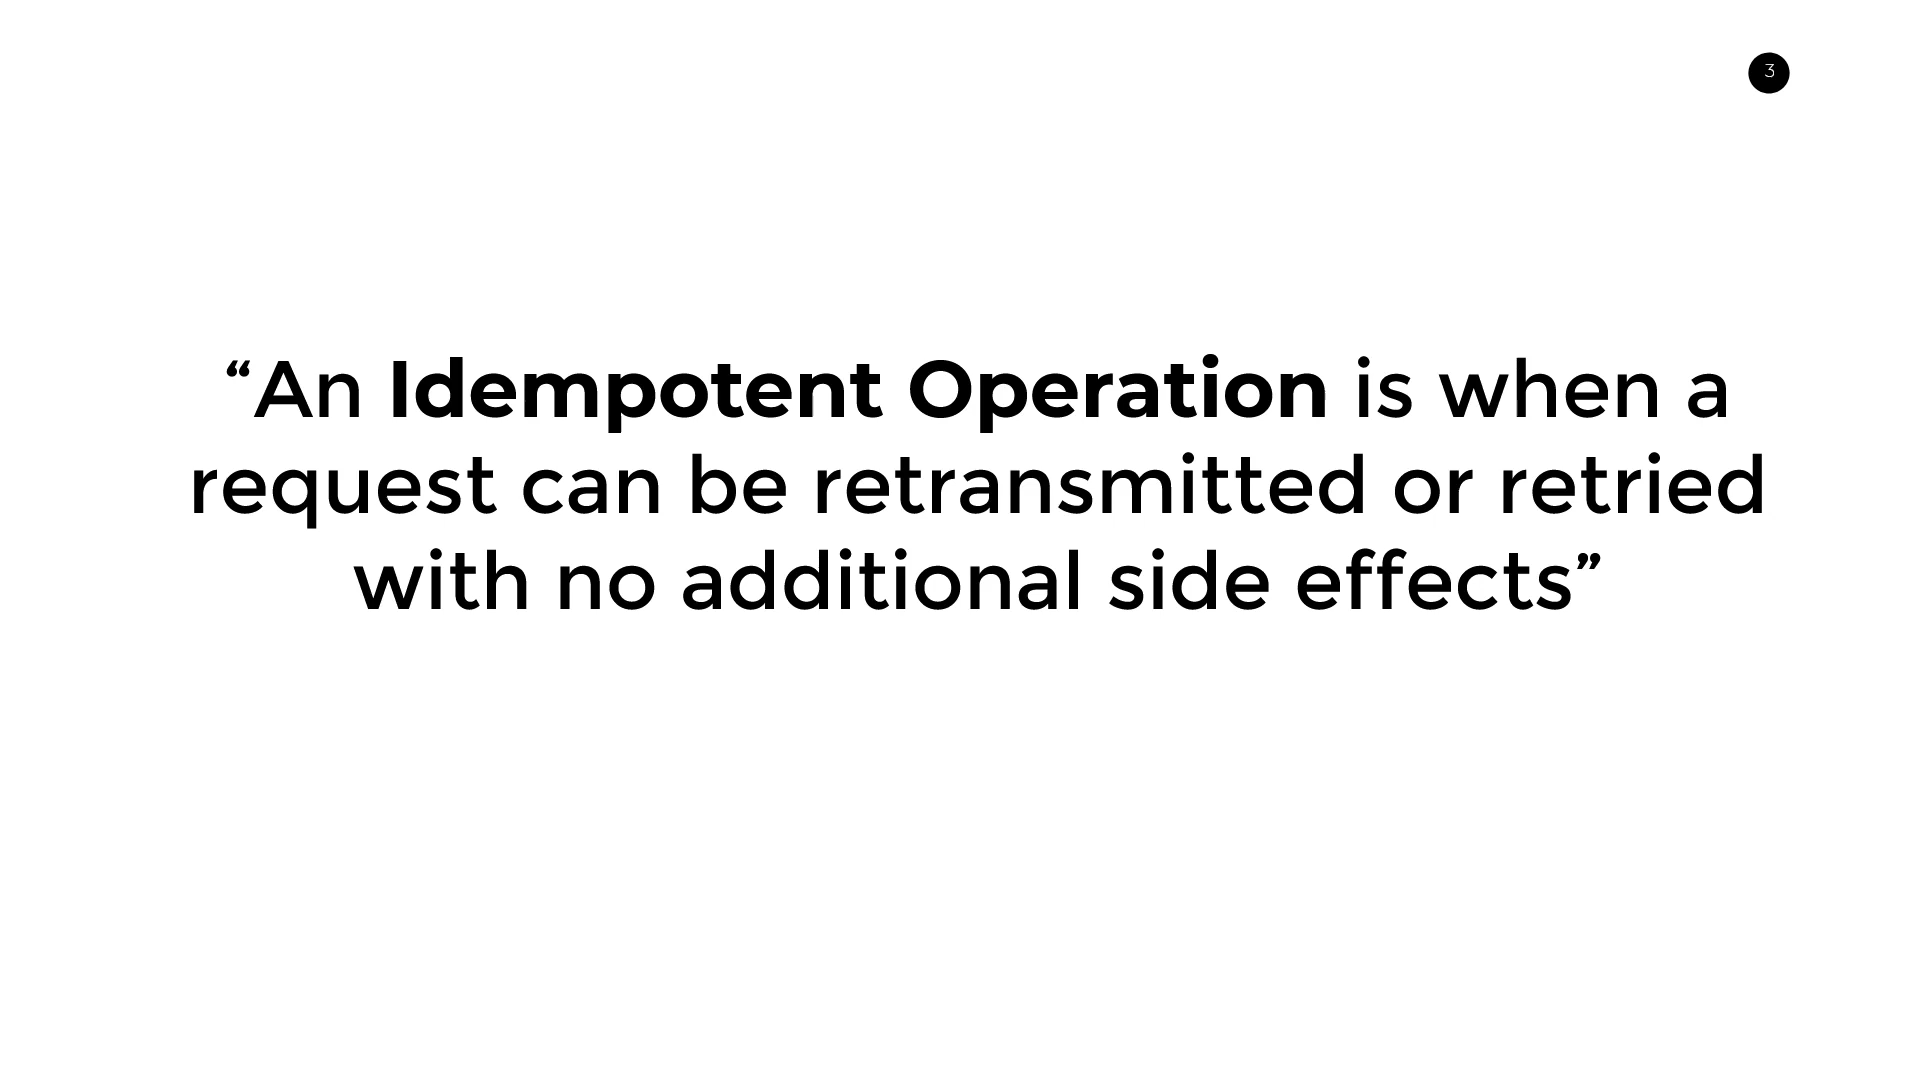 3
“An Idempotent Operation is when a
request can be retransmitted or retried
with no additional side effects”